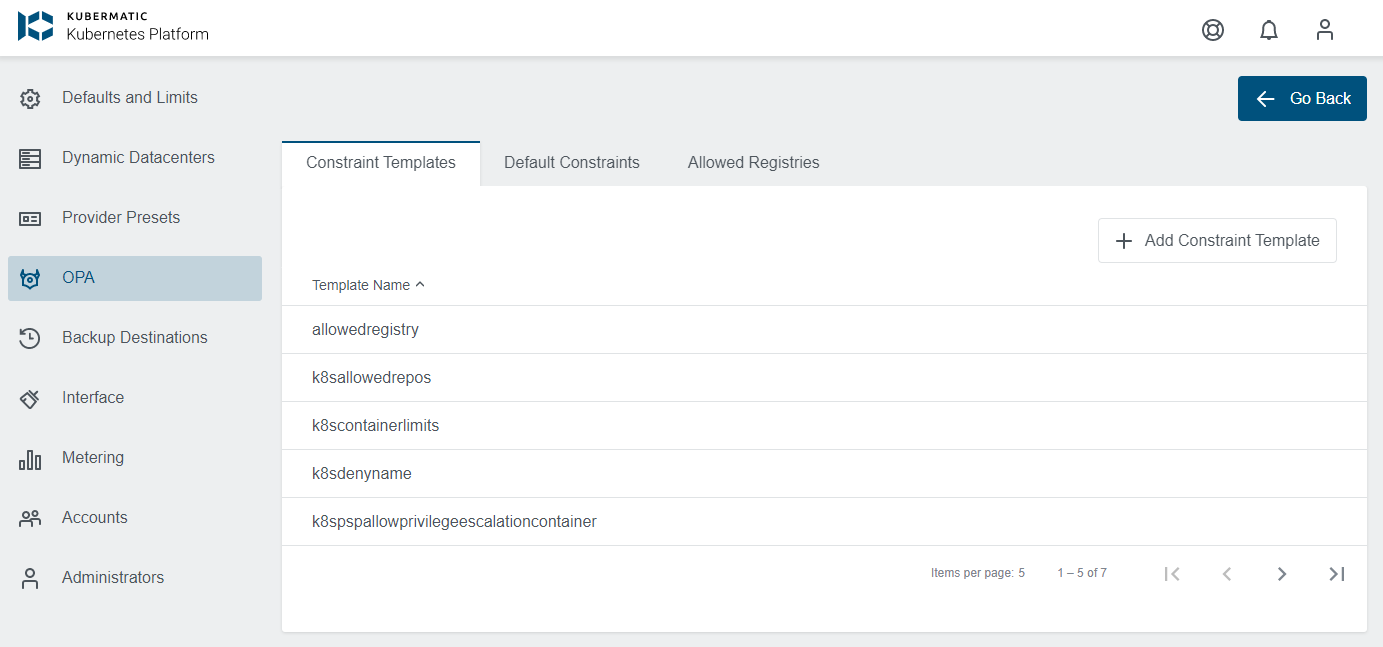 KUBERMATIC
Kubernetes Platform
Defaults and Limits
Dynamic Datacenters
Provider Presets
OPA
Backup Destinations
Interface
Metering
Accounts
Administrators
Go Back
Constraint Templates Default Constraints Allowed Registries
Add Constraint Template
Template Name
allowedregistry
k8sallowedrepos
k8scontainerlimits
k8sdenyname
k8spspallowprivilegeescalationcontainer
Items per page: 5 1 – 5 of 7